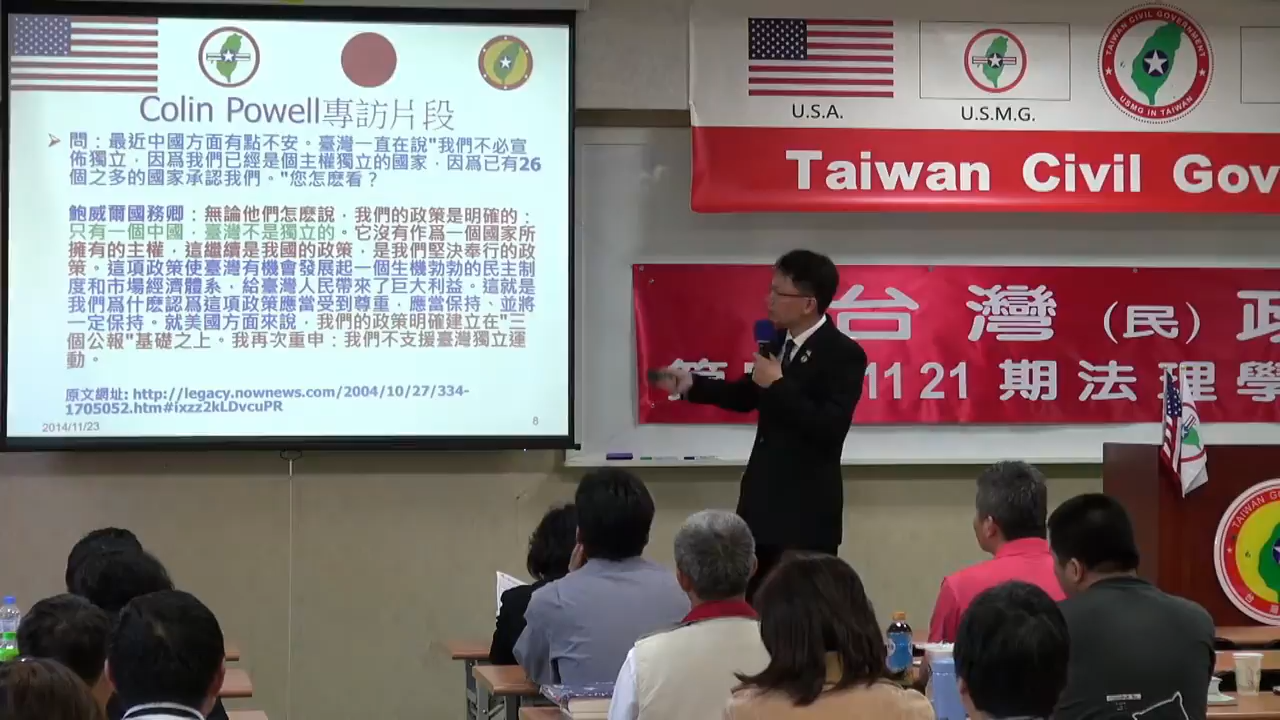 Colin Powell專訪片段
問：最近中國方面有點不安。臺灣一直在說"我們不必宣
佈獨立，因爲我們已經是個主權獨立的國家，因爲已有26
個之多的國家承認我們。"您怎麽看？
鮑威爾國務卿：無論他們怎麽說，我們的政策是明確的：
只有一個中國，臺灣不是獨立的。它沒有作爲一個國家所
擁有的主權，這繼續是我國的政策，是我們堅決奉行的政
策。這項政策使臺灣有機會發展起一個生機勃勃的民主制
度和市場經濟體系，給臺灣人民帶來了巨大利益。這就是
我們爲什麽認爲這項政策應當受到尊重，應當保持、並將
一定保持。就美國方面來說，我們的政策明確建立在"三
個公報"基礎之上。我再次重申：我們不支援臺灣獨立運
動。
原文網址: http://legacy.nownews.com/2004/10/27/334-
1705052.htm#ixzz2kLDvcuPR
2014/11/23
8
U.S.A.
U.S.M.G.
TAIWAN CIVIL GOVERNMENT
USMG IN TAIWAN
Taiwan Civil Gov
台灣（民）政
第 11 21 期法理學
TAIWAN